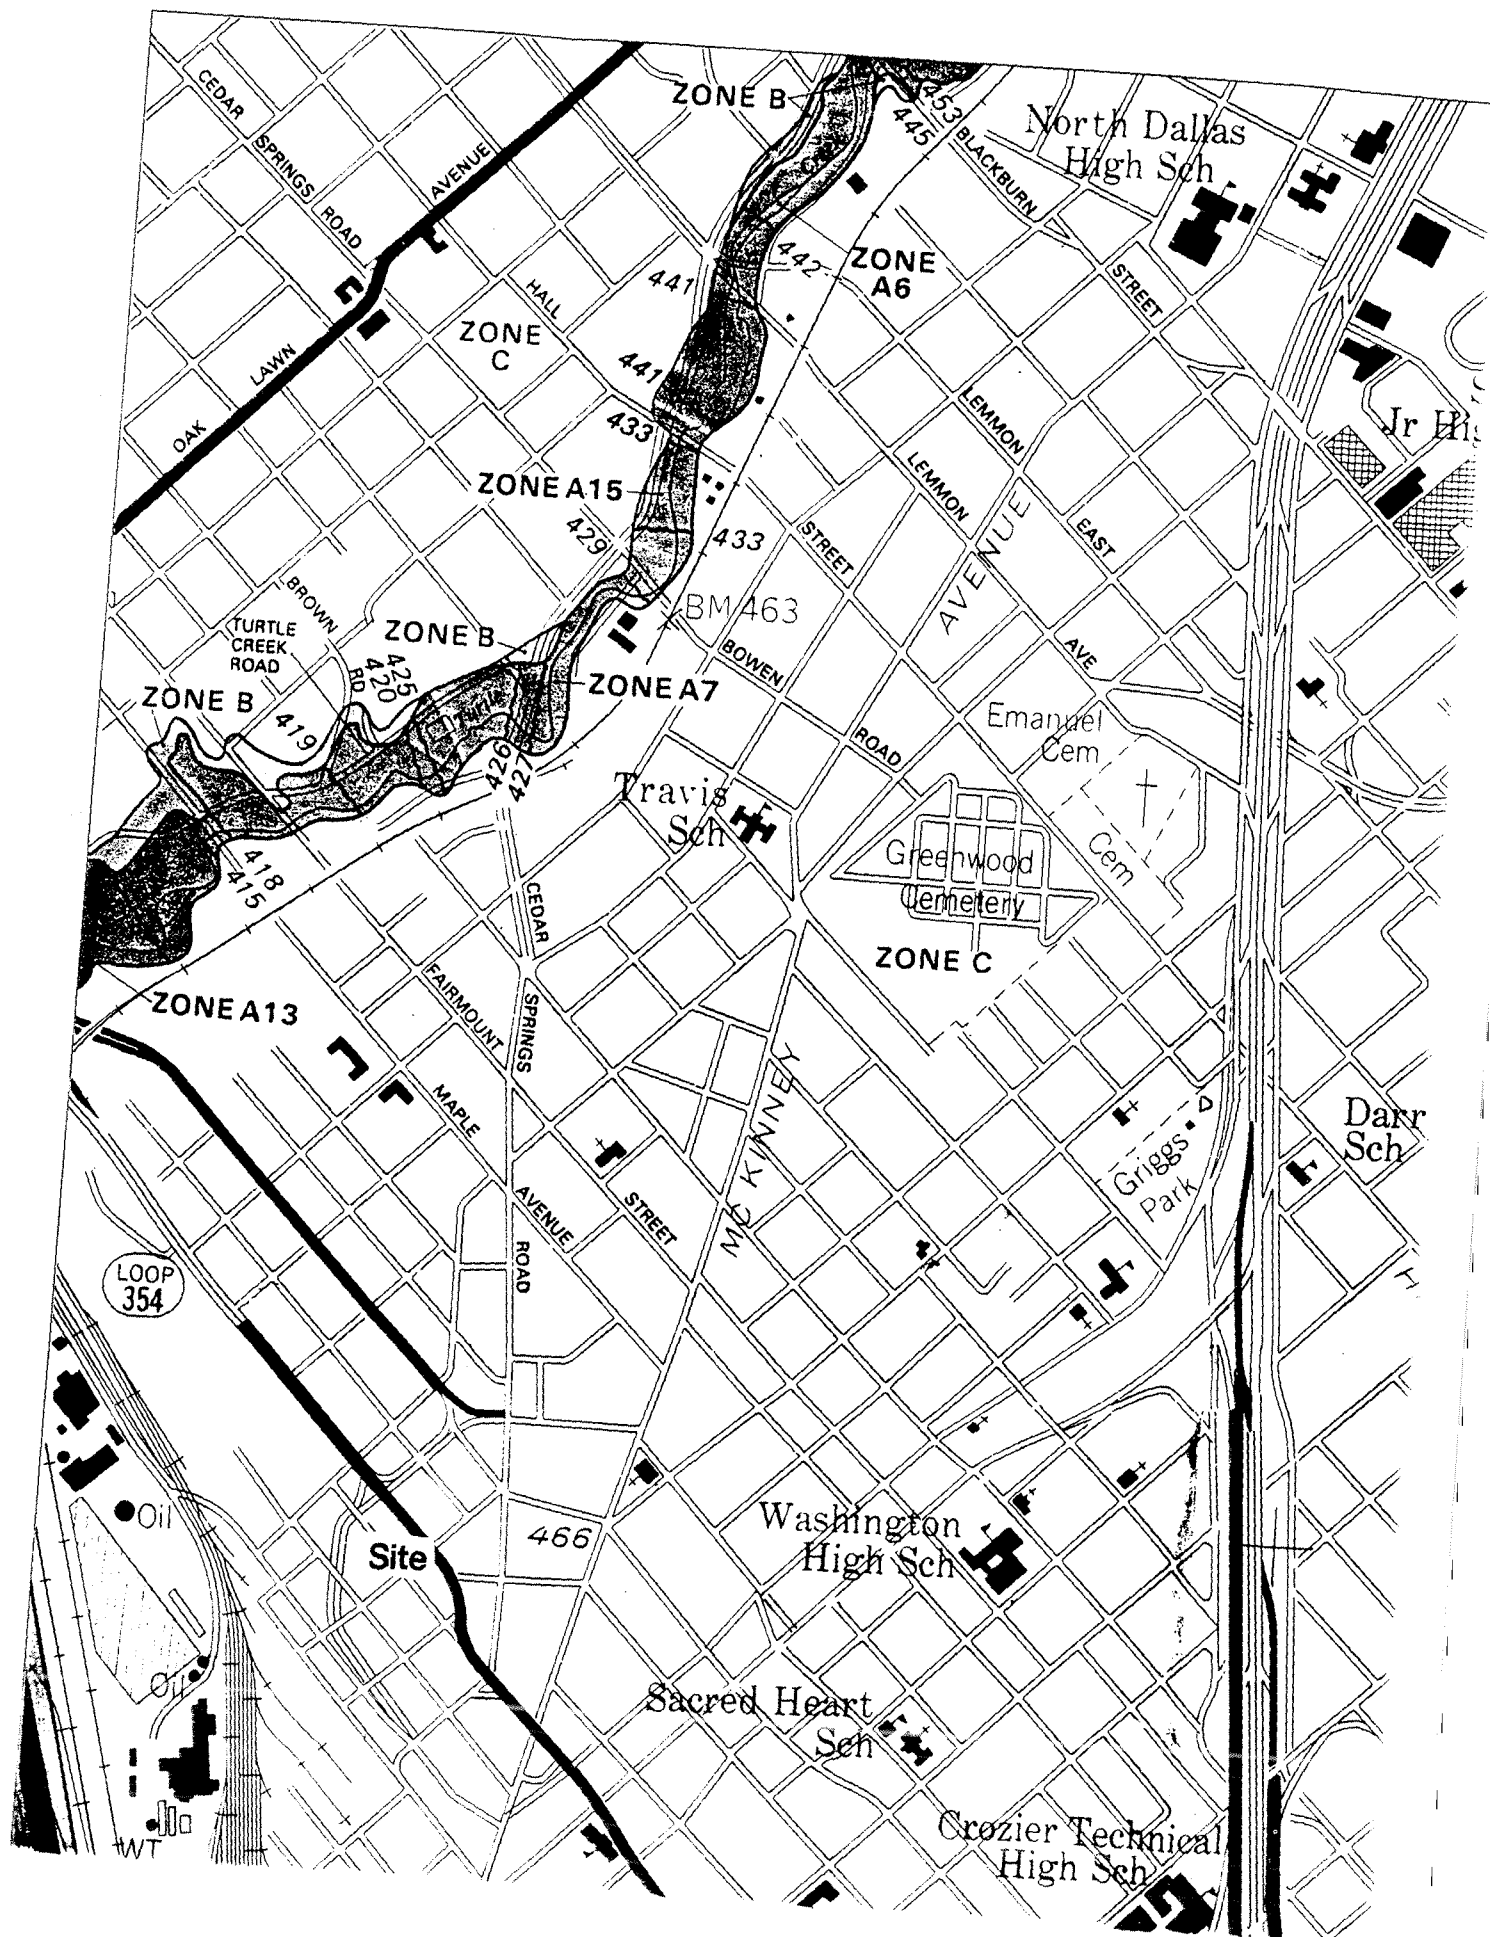 ZONE B
453
445
North Dallas
High Sch
CEDAR
SPRINGS
ROAD
AVENUE
BLACKBURN
STREET
Creek
442
ZONE
A6
441
HALL
ZONE
C
LAWN
OAK
441
433
LEMMON
LEMMON
Jr Hi
ZONE A15
429
433
STREET
AVENUE
EAST
BROWN
TURTLE
CREEK
ROAD
ZONE B
BM 463
BOWEN
AVE
RD
425
420
ZONE B
419
ZONE A7
Turtle
426
427
ROAD
Emanuel
Cem
Travis
Sch
Greenwood
Cemetery
Cem
418
415
CEDAR
ZONE C
FAIRMOUNT
SPRINGS
ZONE A13
MAPLE
MC KINNEY
Darr
Sch
Griggs
Park
AVENUE
STREET
ROAD
LOOP
354
Oil
466
Site
Washington
High Sch
Oil
Sacred Heart
Sch
WT
Crozier Technical
High Sch